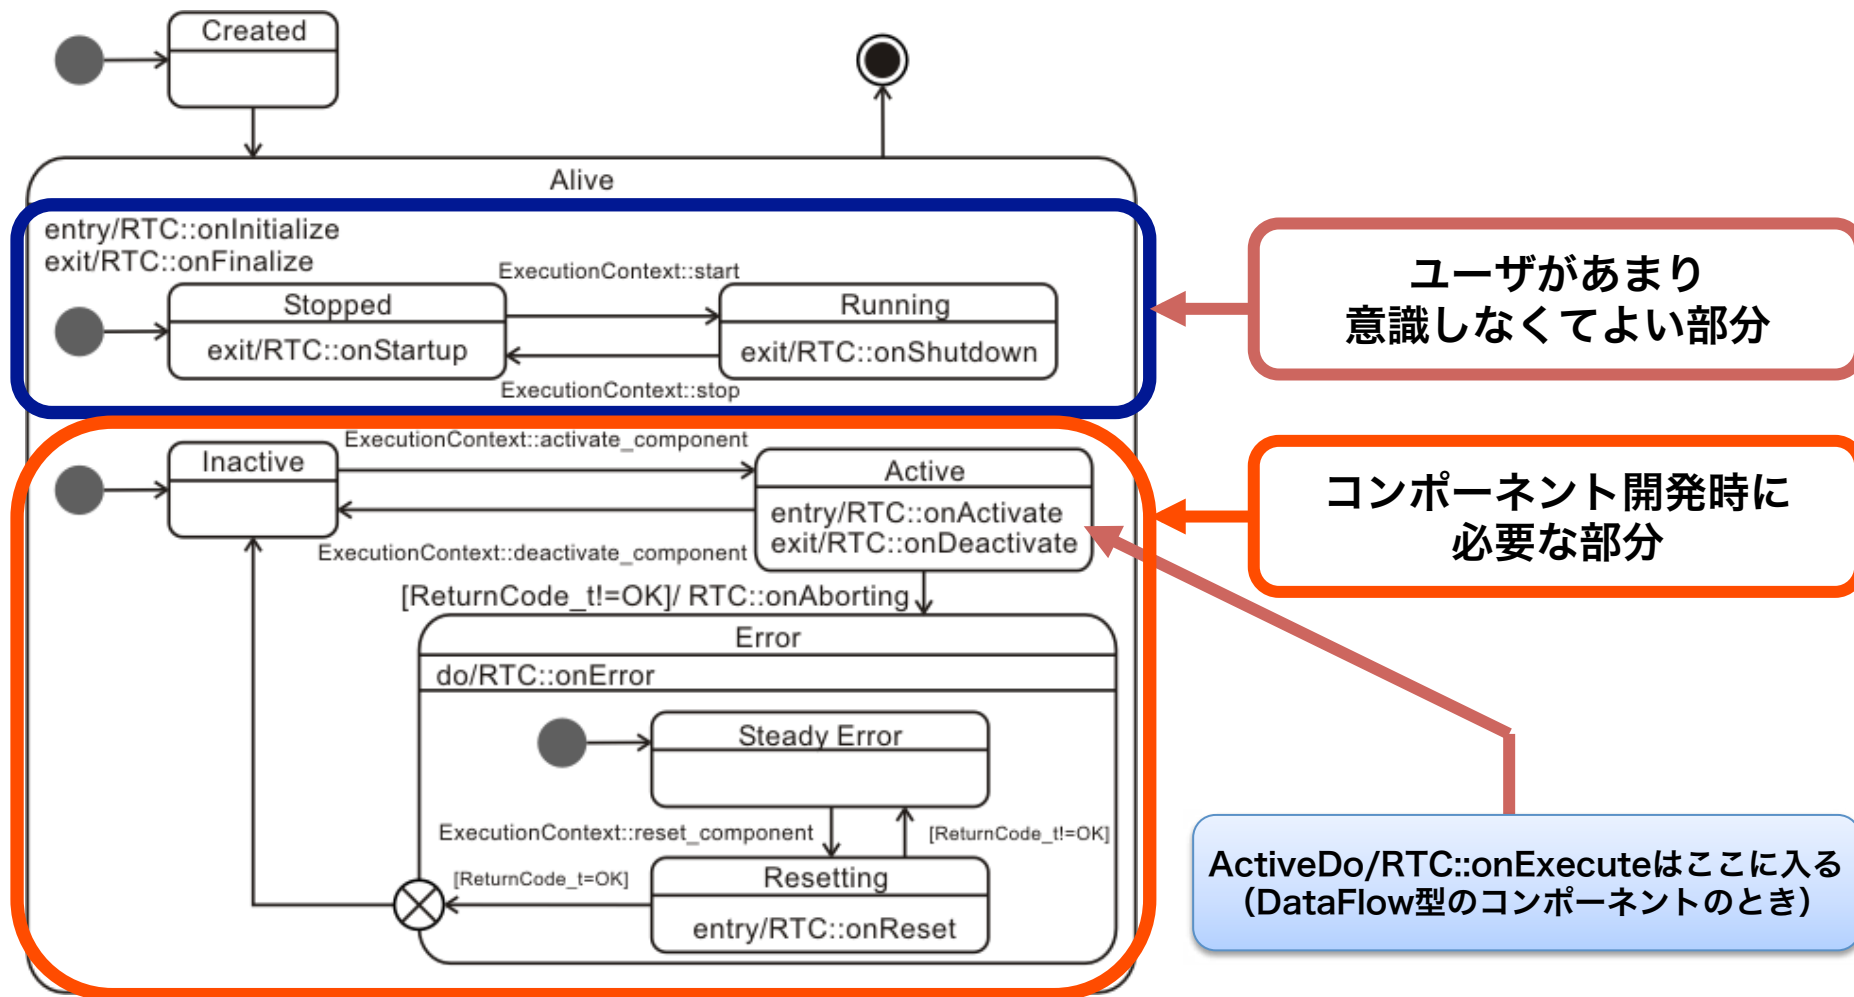 Created
Alive
entry/RTC::onInitialize
exit/RTC::onFinalize
ExecutionContext::start
Stopped
exit/RTC::onStartup
Running
exit/RTC::onShutdown
ExecutionContext::stop
ユーザがあまり
意識しなくてよい部分
ExecutionContext::activate_component
Inactive
Active
entry/RTC::onActivate
exit/RTC::onDeactivate
ExecutionContext::deactivate_component
コンポーネント開発時に
必要な部分
[ReturnCode_t!=OK]/ RTC::onAborting
Error
do/RTC::onError
Steady Error
ExecutionContext::reset_component
[ReturnCode_t!=OK]
[ReturnCode_t=OK]
Resetting
entry/RTC::onReset
ActiveDo/RTC::onExecuteはここに入る
（DataFlow型のコンポーネントのとき）